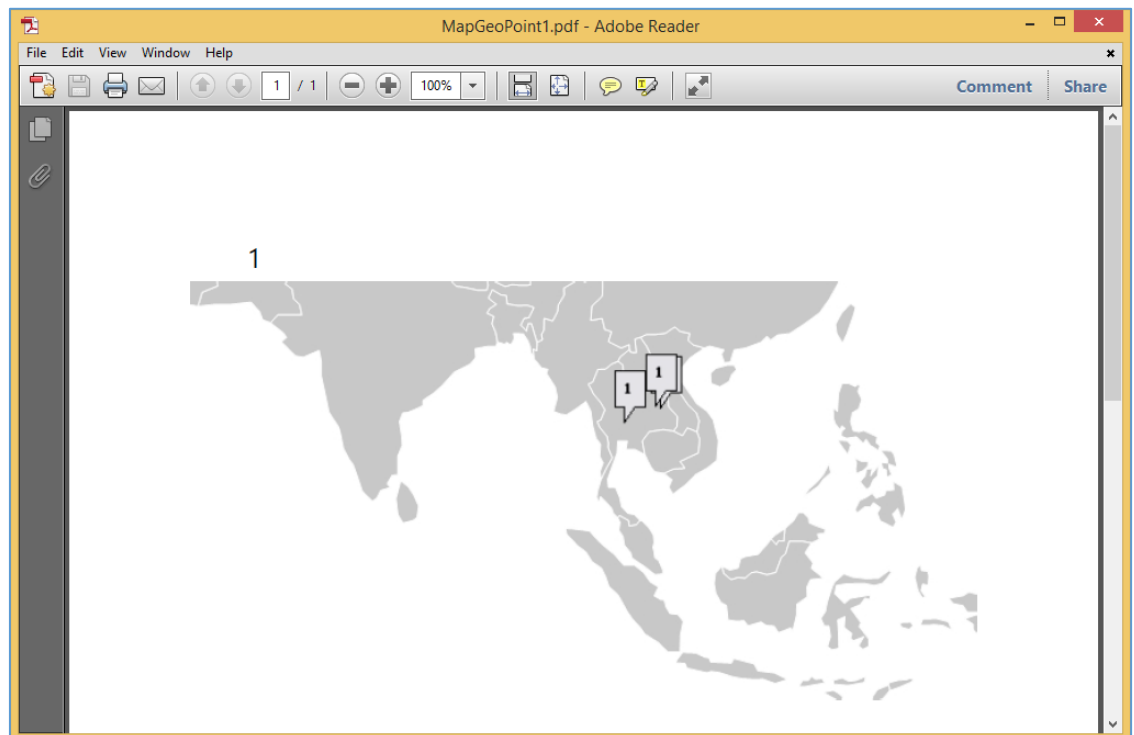 MapGeoPoint1.pdf - Adobe Reader
File Edit View Window Help
1 / 1 100% Comment Share
1
1
1